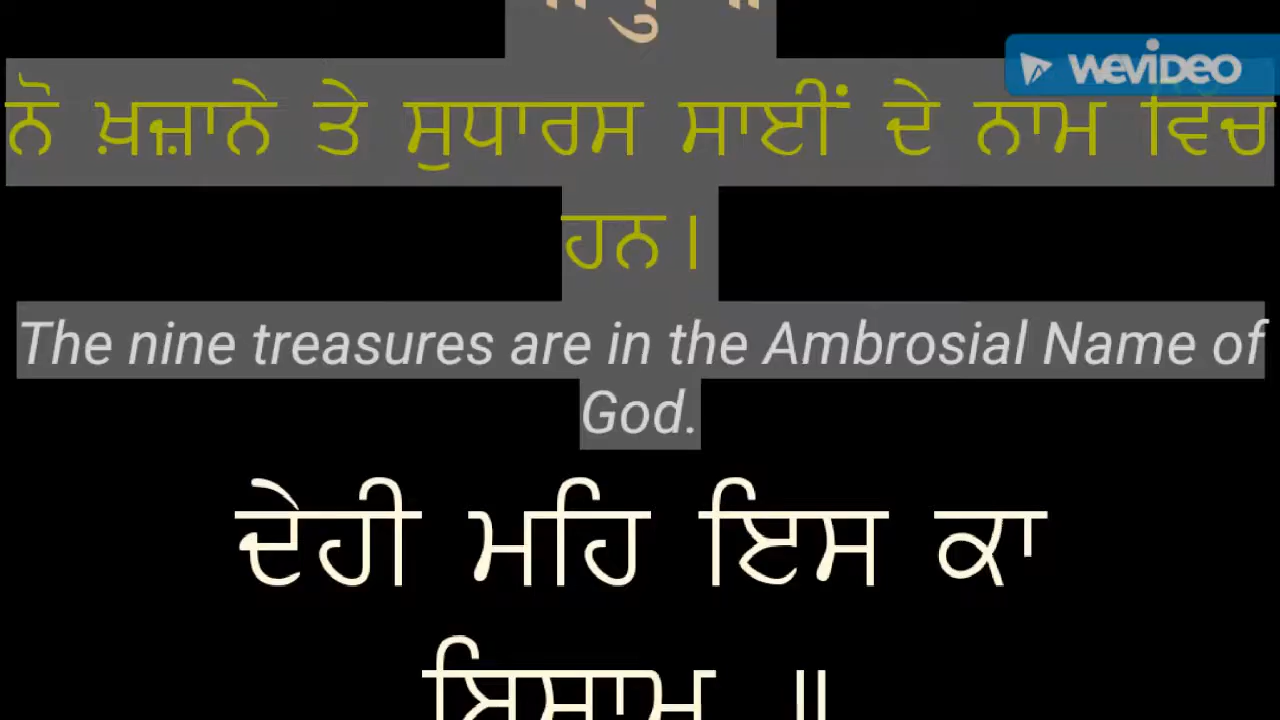 WEVIDEO
ਨੋ ਖ਼ਜ਼ਾਨੇ ਤੇ ਸੁਧਾਰਸ ਸਾਈਂ ਦੇ ਨਾਮ ਵਿਚ
ਹਨ।
The nine treasures are in the Ambrosial Name of
God.
ਦੇਹੀ ਮਹਿ ਇਸ ਕਾ